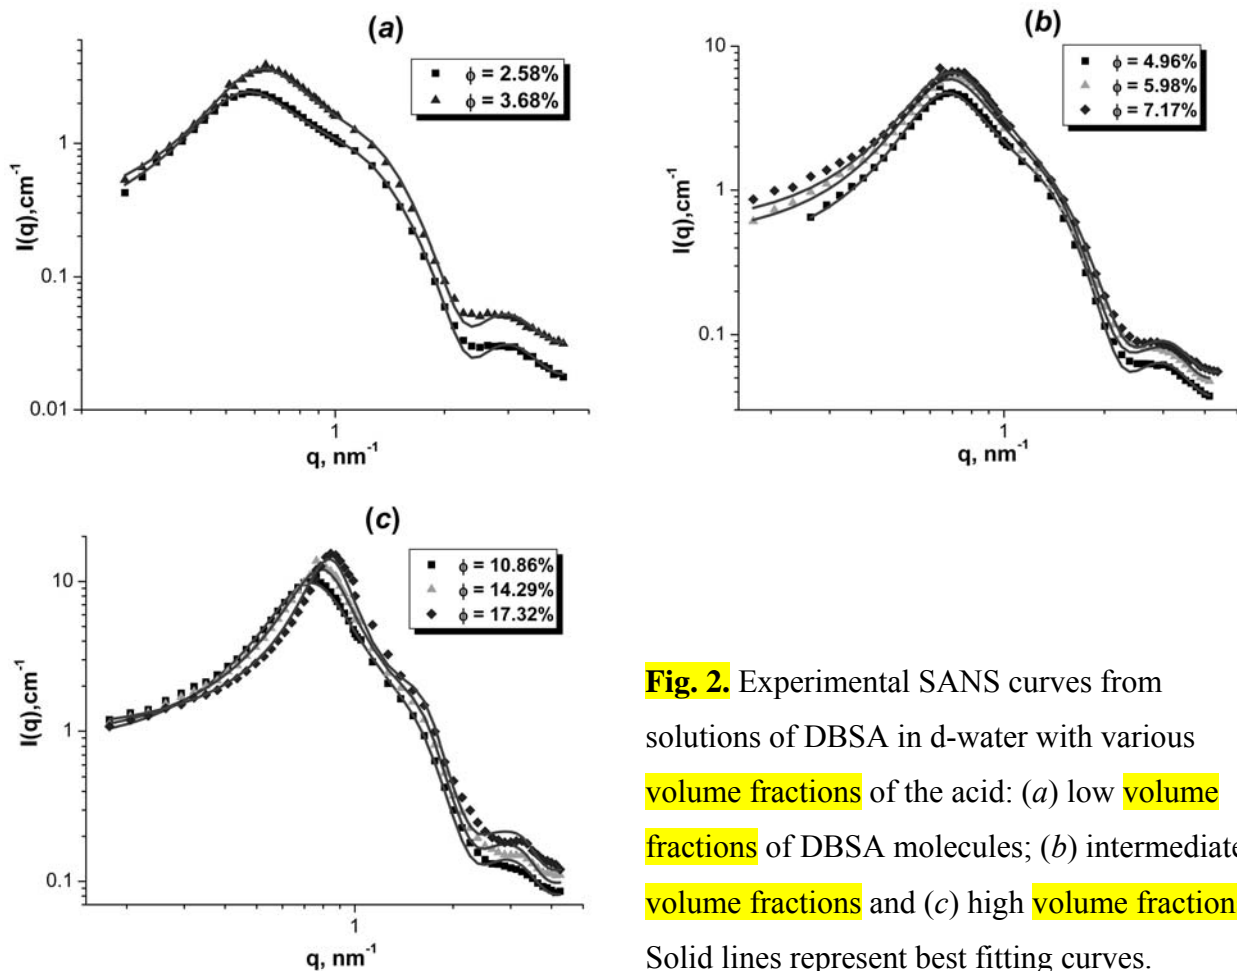 (a)
ϕ = 2.58%
ϕ = 3.68%
I(q),cm⁻¹
1
0.1
0.01
1
q, nm⁻¹
(b)
ϕ = 4.96%
ϕ = 5.98%
ϕ = 7.17%
I(q),cm⁻¹
10
1
0.1
1
q, nm⁻¹
(c)
ϕ = 10.86%
ϕ = 14.29%
ϕ = 17.32%
I(q),cm⁻¹
10
1
0.1
1
q, nm⁻¹
Fig. 2. Experimental SANS curves from
solutions of DBSA in d-water with various
volume fractions of the acid: (a) low volume
fractions of DBSA molecules; (b) intermediate
volume fractions and (c) high volume fraction
Solid lines represent best fitting curves.